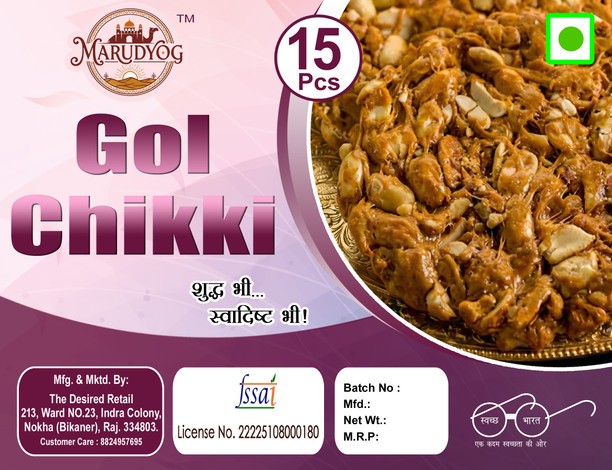 MARUDYOG
TM
15
Pcs
Gol
Chikki
शुद्ध भी...
स्वादिष्ट भी!
Mfg. & Mktd. By:
The Desired Retail
213, Ward NO.23, Indra Colony,
Nokha (Bikaner), Raj. 334803.
Customer Care : 8824957695
fssai
License No. 22225108000180
Batch No :
Mfd.:
Net Wt.:
M.R.P:
स्वच्छ भारत
एक कदम स्वच्छता की ओर